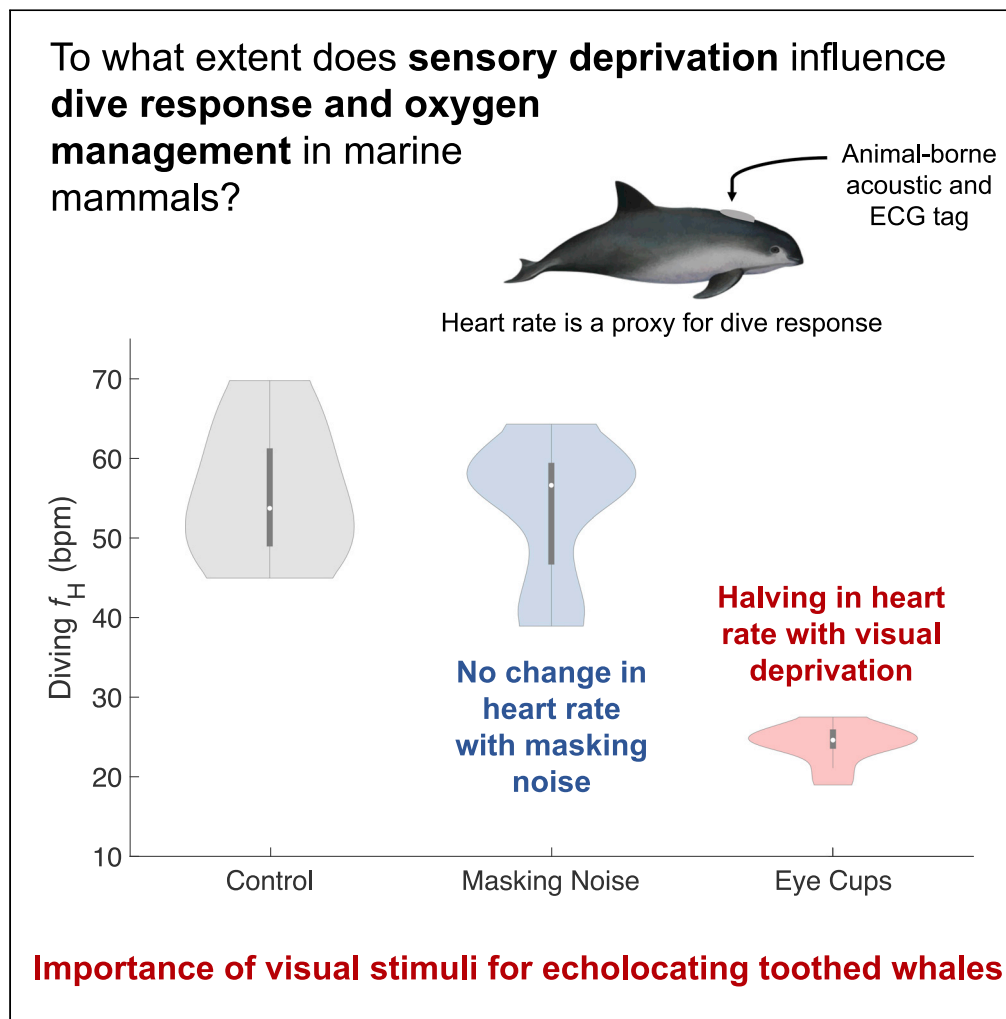 To what extent does sensory deprivation influence
dive response and oxygen
management in marine
mammals?
Animal-borne
acoustic and
ECG tag
Heart rate is a proxy for dive response
Diving fH (bpm)
70
60
50
40
30
20
10
No change in
heart rate
with masking
noise
Halving in heart
rate with visual
deprivation
Control
Masking Noise
Eye Cups
Importance of visual stimuli for echolocating toothed whales